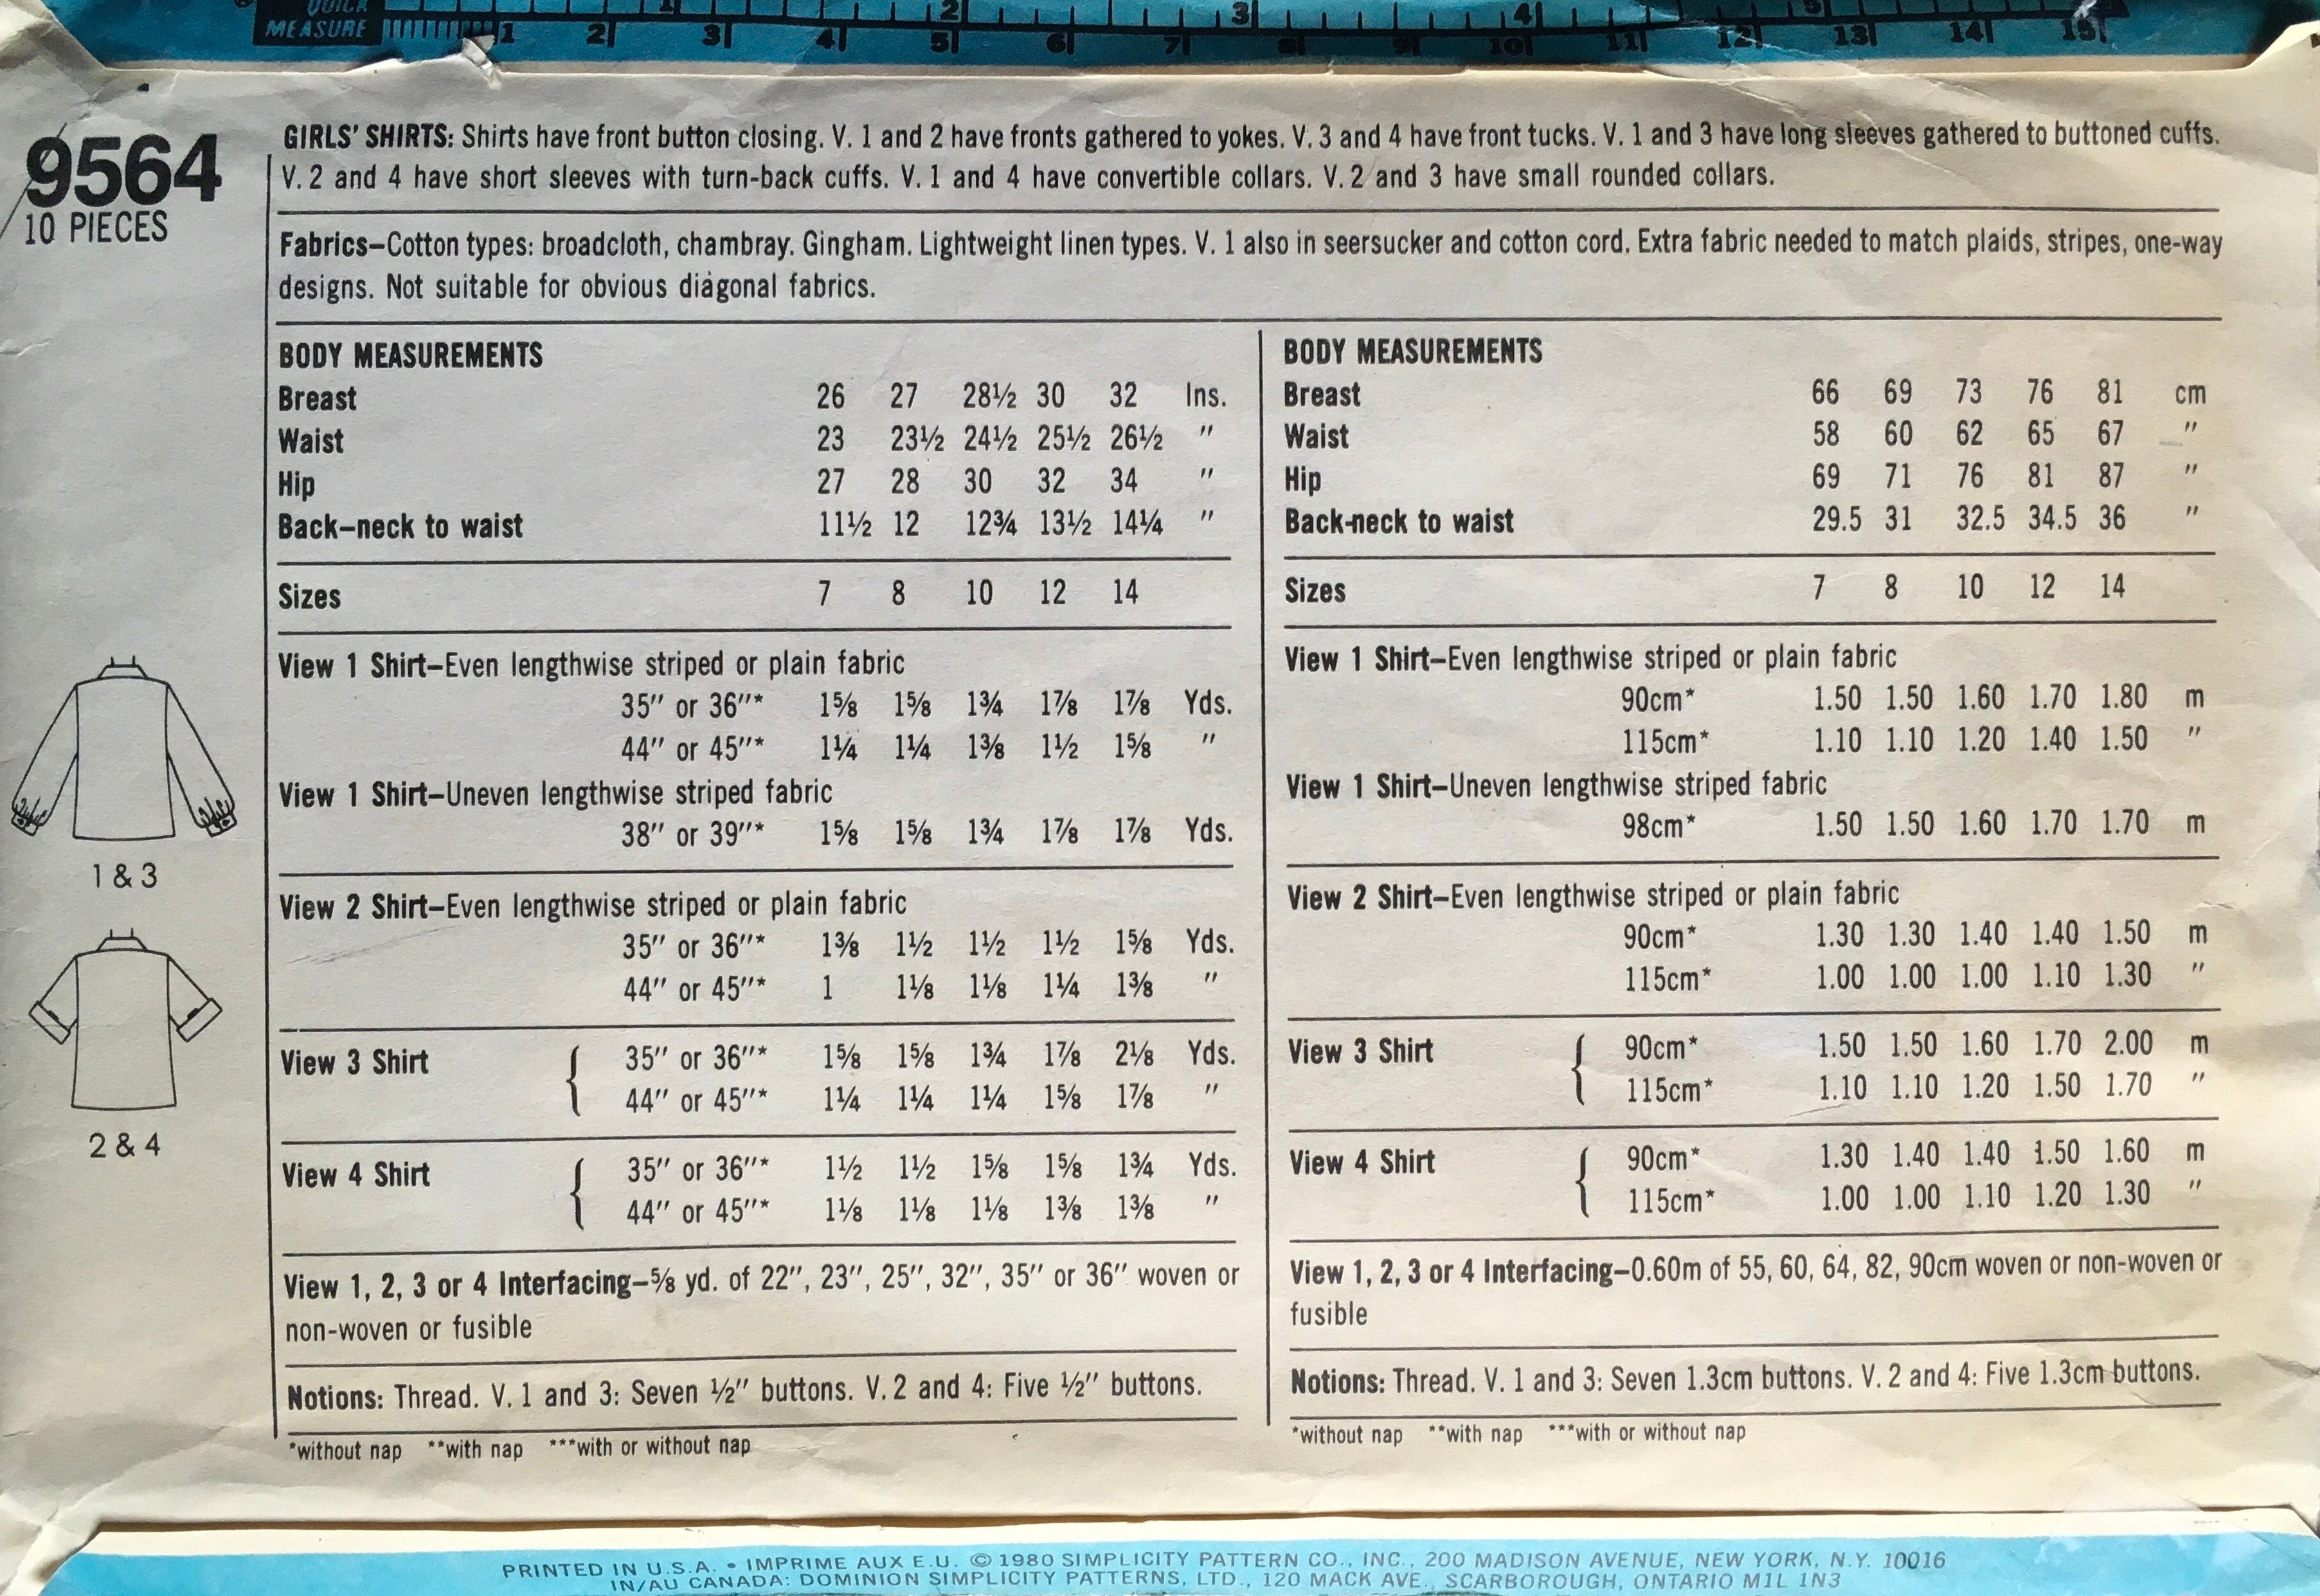 QUICK
MEASURE
1 2 3 4 5
1 2 3 4 5 6 7 8 9 10 11 12 13 14 15
9564
10 PIECES
GIRLS' SHIRTS: Shirts have front button closing. V. 1 and 2 have fronts gathered to yokes. V. 3 and 4 have front tucks. V. 1 and 3 have long sleeves gathered to buttoned cuffs.
V. 2 and 4 have short sleeves with turn-back cuffs. V. 1 and 4 have convertible collars. V. 2 and 3 have small rounded collars.
Fabrics–Cotton types: broadcloth, chambray. Gingham. Lightweight linen types. V. 1 also in seersucker and cotton cord. Extra fabric needed to match plaids, stripes, one-way
designs. Not suitable for obvious diagonal fabrics.
BODY MEASUREMENTS
Breast 26 27 28½ 30 32 Ins.
Waist 23 23½ 24½ 25½ 26½ "
Hip 27 28 30 32 34 "
Back–neck to waist 11½ 12 12¾ 13½ 14¼ "
Sizes 7 8 10 12 14
View 1 Shirt–Even lengthwise striped or plain fabric
35" or 36"* 1⅝ 1⅝ 1¾ 1⅞ 1⅞ Yds.
44" or 45"* 1¼ 1¼ 1⅜ 1½ 1⅝ "
View 1 Shirt–Uneven lengthwise striped fabric
38" or 39"* 1⅝ 1⅝ 1¾ 1⅞ 1⅞ Yds.
View 2 Shirt–Even lengthwise striped or plain fabric
35" or 36"* 1⅜ 1½ 1½ 1½ 1⅝ Yds.
44" or 45"* 1 1⅛ 1⅛ 1¼ 1⅜ "
View 3 Shirt { 35" or 36"* 1⅝ 1⅝ 1¾ 1⅞ 2⅛ Yds.
44" or 45"* 1¼ 1¼ 1¼ 1⅝ 1⅞ "
View 4 Shirt { 35" or 36"* 1½ 1½ 1⅝ 1⅝ 1¾ Yds.
44" or 45"* 1⅛ 1⅛ 1⅛ 1⅜ 1⅜ "
View 1, 2, 3 or 4 Interfacing–⅝ yd. of 22", 23", 25", 32", 35" or 36" woven or
non-woven or fusible
Notions: Thread. V. 1 and 3: Seven ½" buttons. V. 2 and 4: Five ½" buttons.
*without nap **with nap ***with or without nap
BODY MEASUREMENTS
Breast 66 69 73 76 81 cm
Waist 58 60 62 65 67 "
Hip 69 71 76 81 87 "
Back-neck to waist 29.5 31 32.5 34.5 36 "
Sizes 7 8 10 12 14
View 1 Shirt–Even lengthwise striped or plain fabric
90cm* 1.50 1.50 1.60 1.70 1.80 m
115cm* 1.10 1.10 1.20 1.40 1.50 "
View 1 Shirt–Uneven lengthwise striped fabric
98cm* 1.50 1.50 1.60 1.70 1.70 m
View 2 Shirt–Even lengthwise striped or plain fabric
90cm* 1.30 1.30 1.40 1.40 1.50 m
115cm* 1.00 1.00 1.00 1.10 1.30 "
View 3 Shirt { 90cm* 1.50 1.50 1.60 1.70 2.00 m
115cm* 1.10 1.10 1.20 1.50 1.70 "
View 4 Shirt { 90cm* 1.30 1.40 1.40 1.50 1.60 m
115cm* 1.00 1.00 1.10 1.20 1.30 "
View 1, 2, 3 or 4 Interfacing–0.60m of 55, 60, 64, 82, 90cm woven or non-woven or
fusible
Notions: Thread. V. 1 and 3: Seven 1.3cm buttons. V. 2 and 4: Five 1.3cm buttons.
*without nap **with nap ***with or without nap
1 & 3
2 & 4
PRINTED IN U.S.A. • IMPRIME AUX E.U. © 1980 SIMPLICITY PATTERN CO., INC., 200 MADISON AVENUE, NEW YORK, N.Y. 10016
IN/AU CANADA: DOMINION SIMPLICITY PATTERNS, LTD., 120 MACK AVE., SCARBOROUGH, ONTARIO M1L 1N3